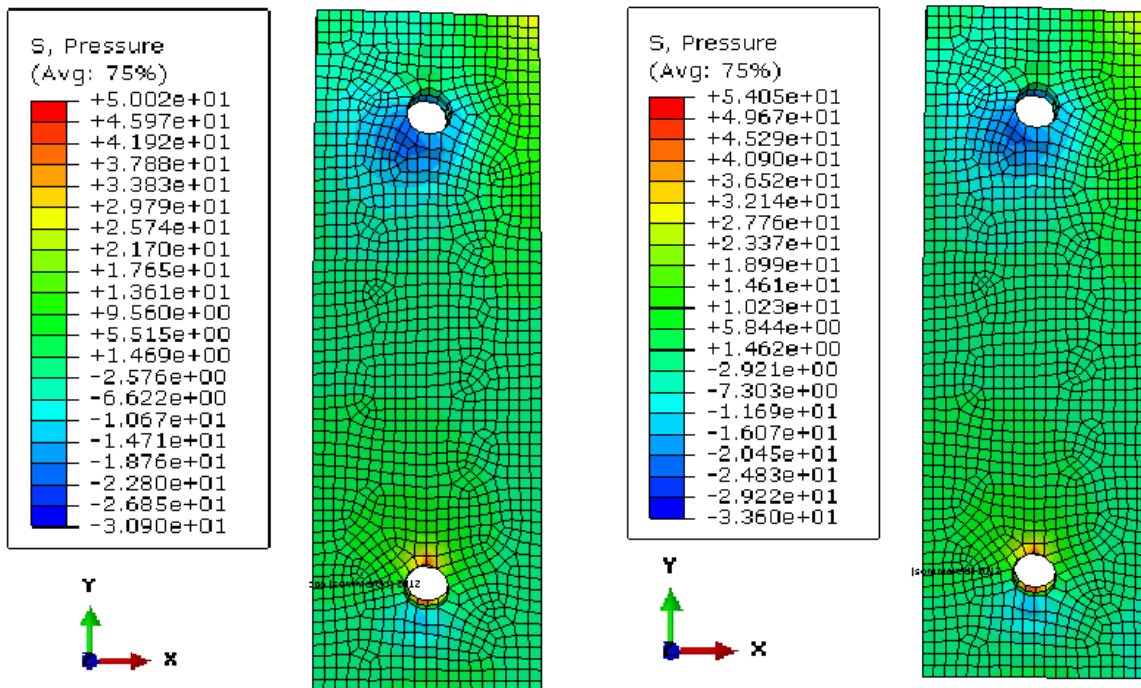 S, Pressure
(Avg: 75%)
+5.002e+01
+4.597e+01
+4.192e+01
+3.788e+01
+3.383e+01
+2.979e+01
+2.574e+01
+2.170e+01
+1.765e+01
+1.361e+01
+9.560e+00
+5.515e+00
+1.469e+00
-2.576e+00
-6.622e+00
-1.067e+01
-1.471e+01
-1.876e+01
-2.280e+01
-2.685e+01
-3.090e+01
Y
Z
X
S, Pressure
(Avg: 75%)
+5.405e+01
+4.967e+01
+4.529e+01
+4.090e+01
+3.652e+01
+3.214e+01
+2.776e+01
+2.337e+01
+1.899e+01
+1.461e+01
+1.023e+01
+5.844e+00
+1.462e+00
-2.921e+00
-7.303e+00
-1.169e+01
-1.607e+01
-2.045e+01
-2.483e+01
-2.922e+01
-3.360e+01
Y
Z
X